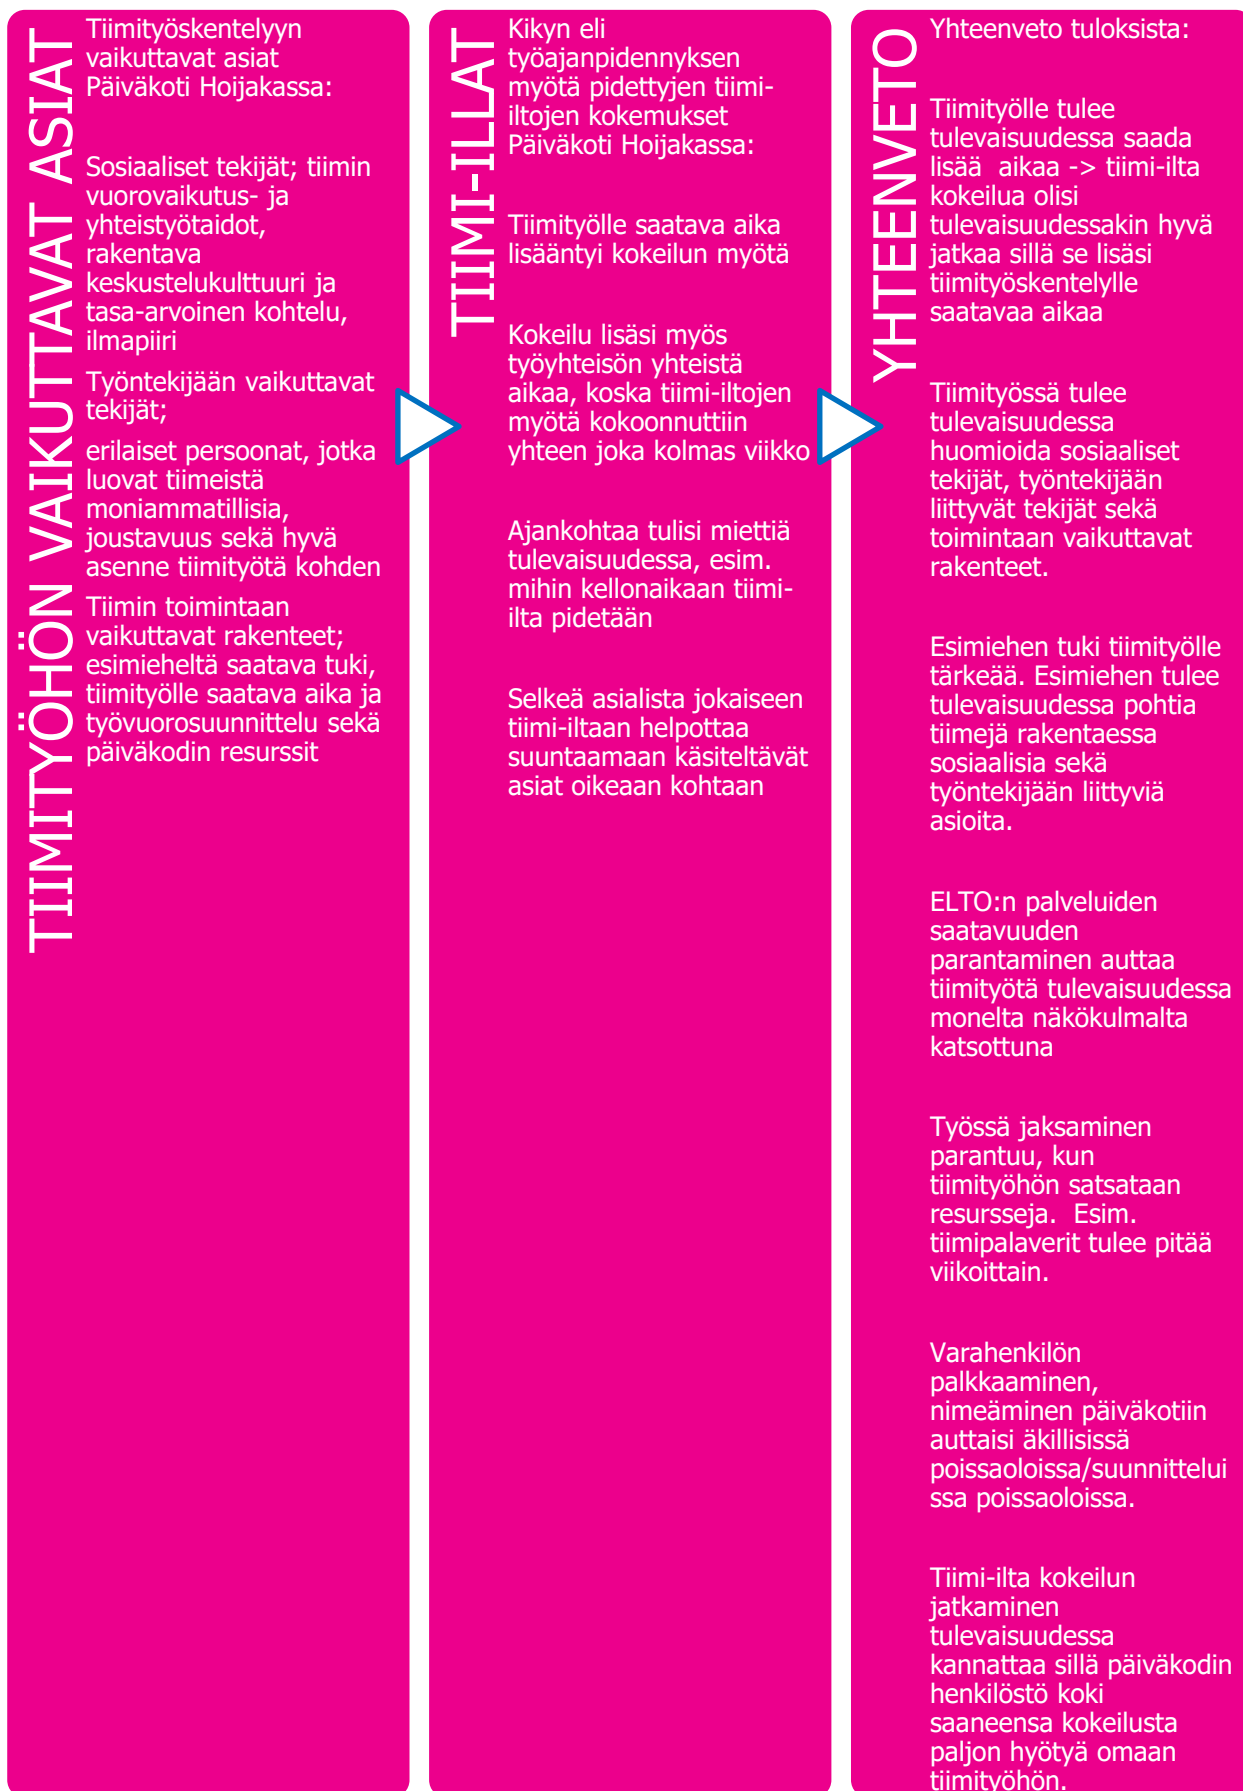 TIIMITYÖHÖN VAIKUTTAVAT ASIAT
Tiimityöskentelyyn
vaikuttavat asiat
Päiväkoti Hoijakassa:
Sosiaaliset tekijät; tiimin
vuorovaikutus- ja
yhteistyötaidot,
rakentava
keskustelukulttuuri ja
tasa-arvoinen kohtelu,
ilmapiiri
Työntekijään vaikuttavat
tekijät;
erilaiset persoonat, jotka
luovat tiimeistä
moniammatillisia,
joustavuus sekä hyvä
asenne tiimityötä kohden
Tiimin toimintaan
vaikuttavat rakenteet;
esimieheltä saatava tuki,
tiimityölle saatava aika ja
työvuorosuunnittelu sekä
päiväkodin resurssit
TIIMI-ILLAT
Kikyn eli
työajanpidennyksen
myötä pidettyjen tiimi-
iltojen kokemukset
Päiväkoti Hoijakassa:
Tiimityölle saatava aika
lisääntyi kokeilun myötä
Kokeilu lisäsi myös
työyhteisön yhteistä
aikaa, koska tiimi-iltojen
myötä kokoonnuttiin
yhteen joka kolmas viikko
Ajankohtaa tulisi miettiä
tulevaisuudessa, esim.
mihin kellonaikaan tiimi-
ilta pidetään
Selkeä asialista jokaiseen
tiimi-iltaan helpottaa
suuntaamaan käsiteltävät
asiat oikeaan kohtaan
YHTEENVETO
Yhteenveto tuloksista:
Tiimityölle tulee
tulevaisuudessa saada
lisää  aikaa -> tiimi-ilta
kokeilua olisi
tulevaisuudessakin hyvä
jatkaa sillä se lisäsi
tiimityöskentelylle
saatavaa aikaa
Tiimityössä tulee
tulevaisuudessa
huomioida sosiaaliset
tekijät, työntekijään
liittyvät tekijät sekä
toimintaan vaikuttavat
rakenteet.
Esimiehen tuki tiimityölle
tärkeää. Esimiehen tulee
tulevaisuudessa pohtia
tiimejä rakentaessa
sosiaalisia sekä
työntekijään liittyviä
asioita.
ELTO:n palveluiden
saatavuuden
parantaminen auttaa
tiimityötä tulevaisuudessa
monelta näkökulmalta
katsottuna
Työssä jaksaminen
parantuu, kun
tiimityöhön satsataan
resursseja.  Esim.
tiimipalaverit tulee pitää
viikoittain.
Varahenkilön
palkkaaminen,
nimeäminen päiväkotiin
auttaisi äkillisissä
poissaoloissa/suunnittelui
ssa poissaoloissa.
Tiimi-ilta kokeilun
jatkaminen
tulevaisuudessa
kannattaa sillä päiväkodin
henkilöstö koki
saaneensa kokeilusta
paljon hyötyä omaan
tiimityöhön.